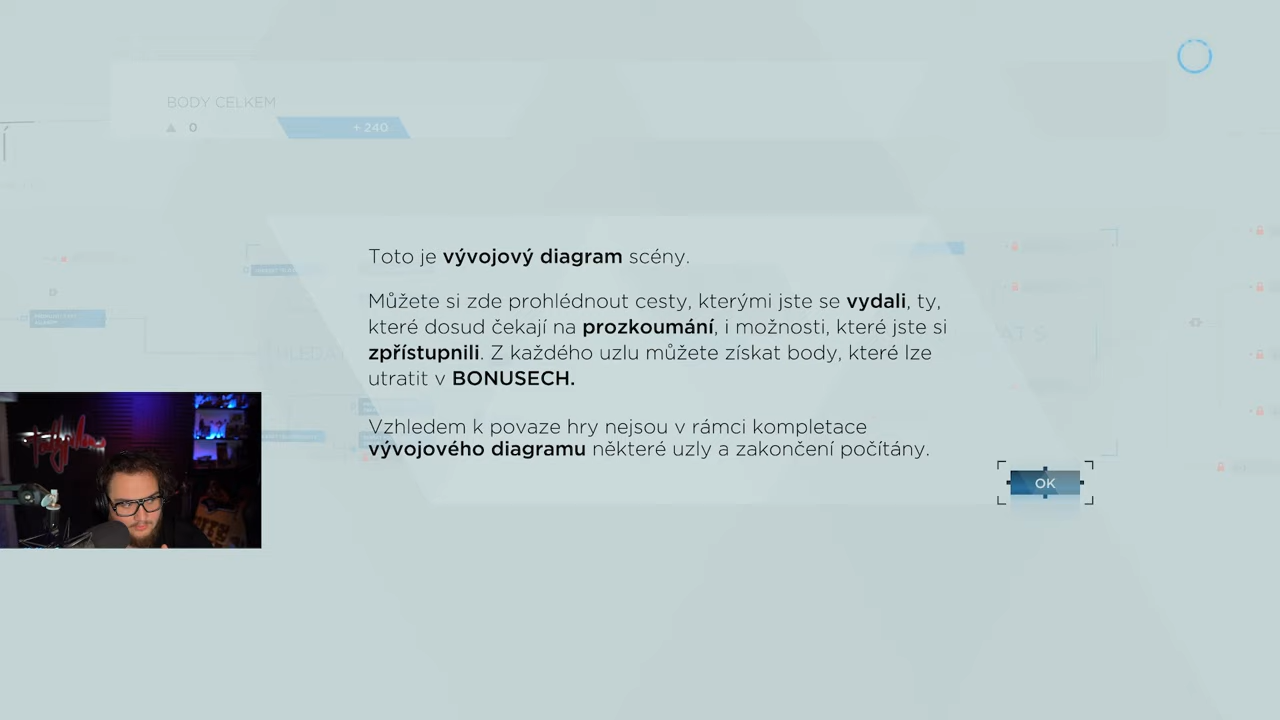 BODY CELKEM
0
+ 240
Toto je vývojový diagram scény.
Můžete si zde prohlédnout cesty, kterými jste se vydali, ty,
které dosud čekají na prozkoumání, i možnosti, které jste si
zpřístupnili. Z každého uzlu můžete získat body, které lze
utratit v BONUSECH.
Vzhledem k povaze hry nejsou v rámci kompletace
vývojového diagramu některé uzly a zakončení počítány.
OK